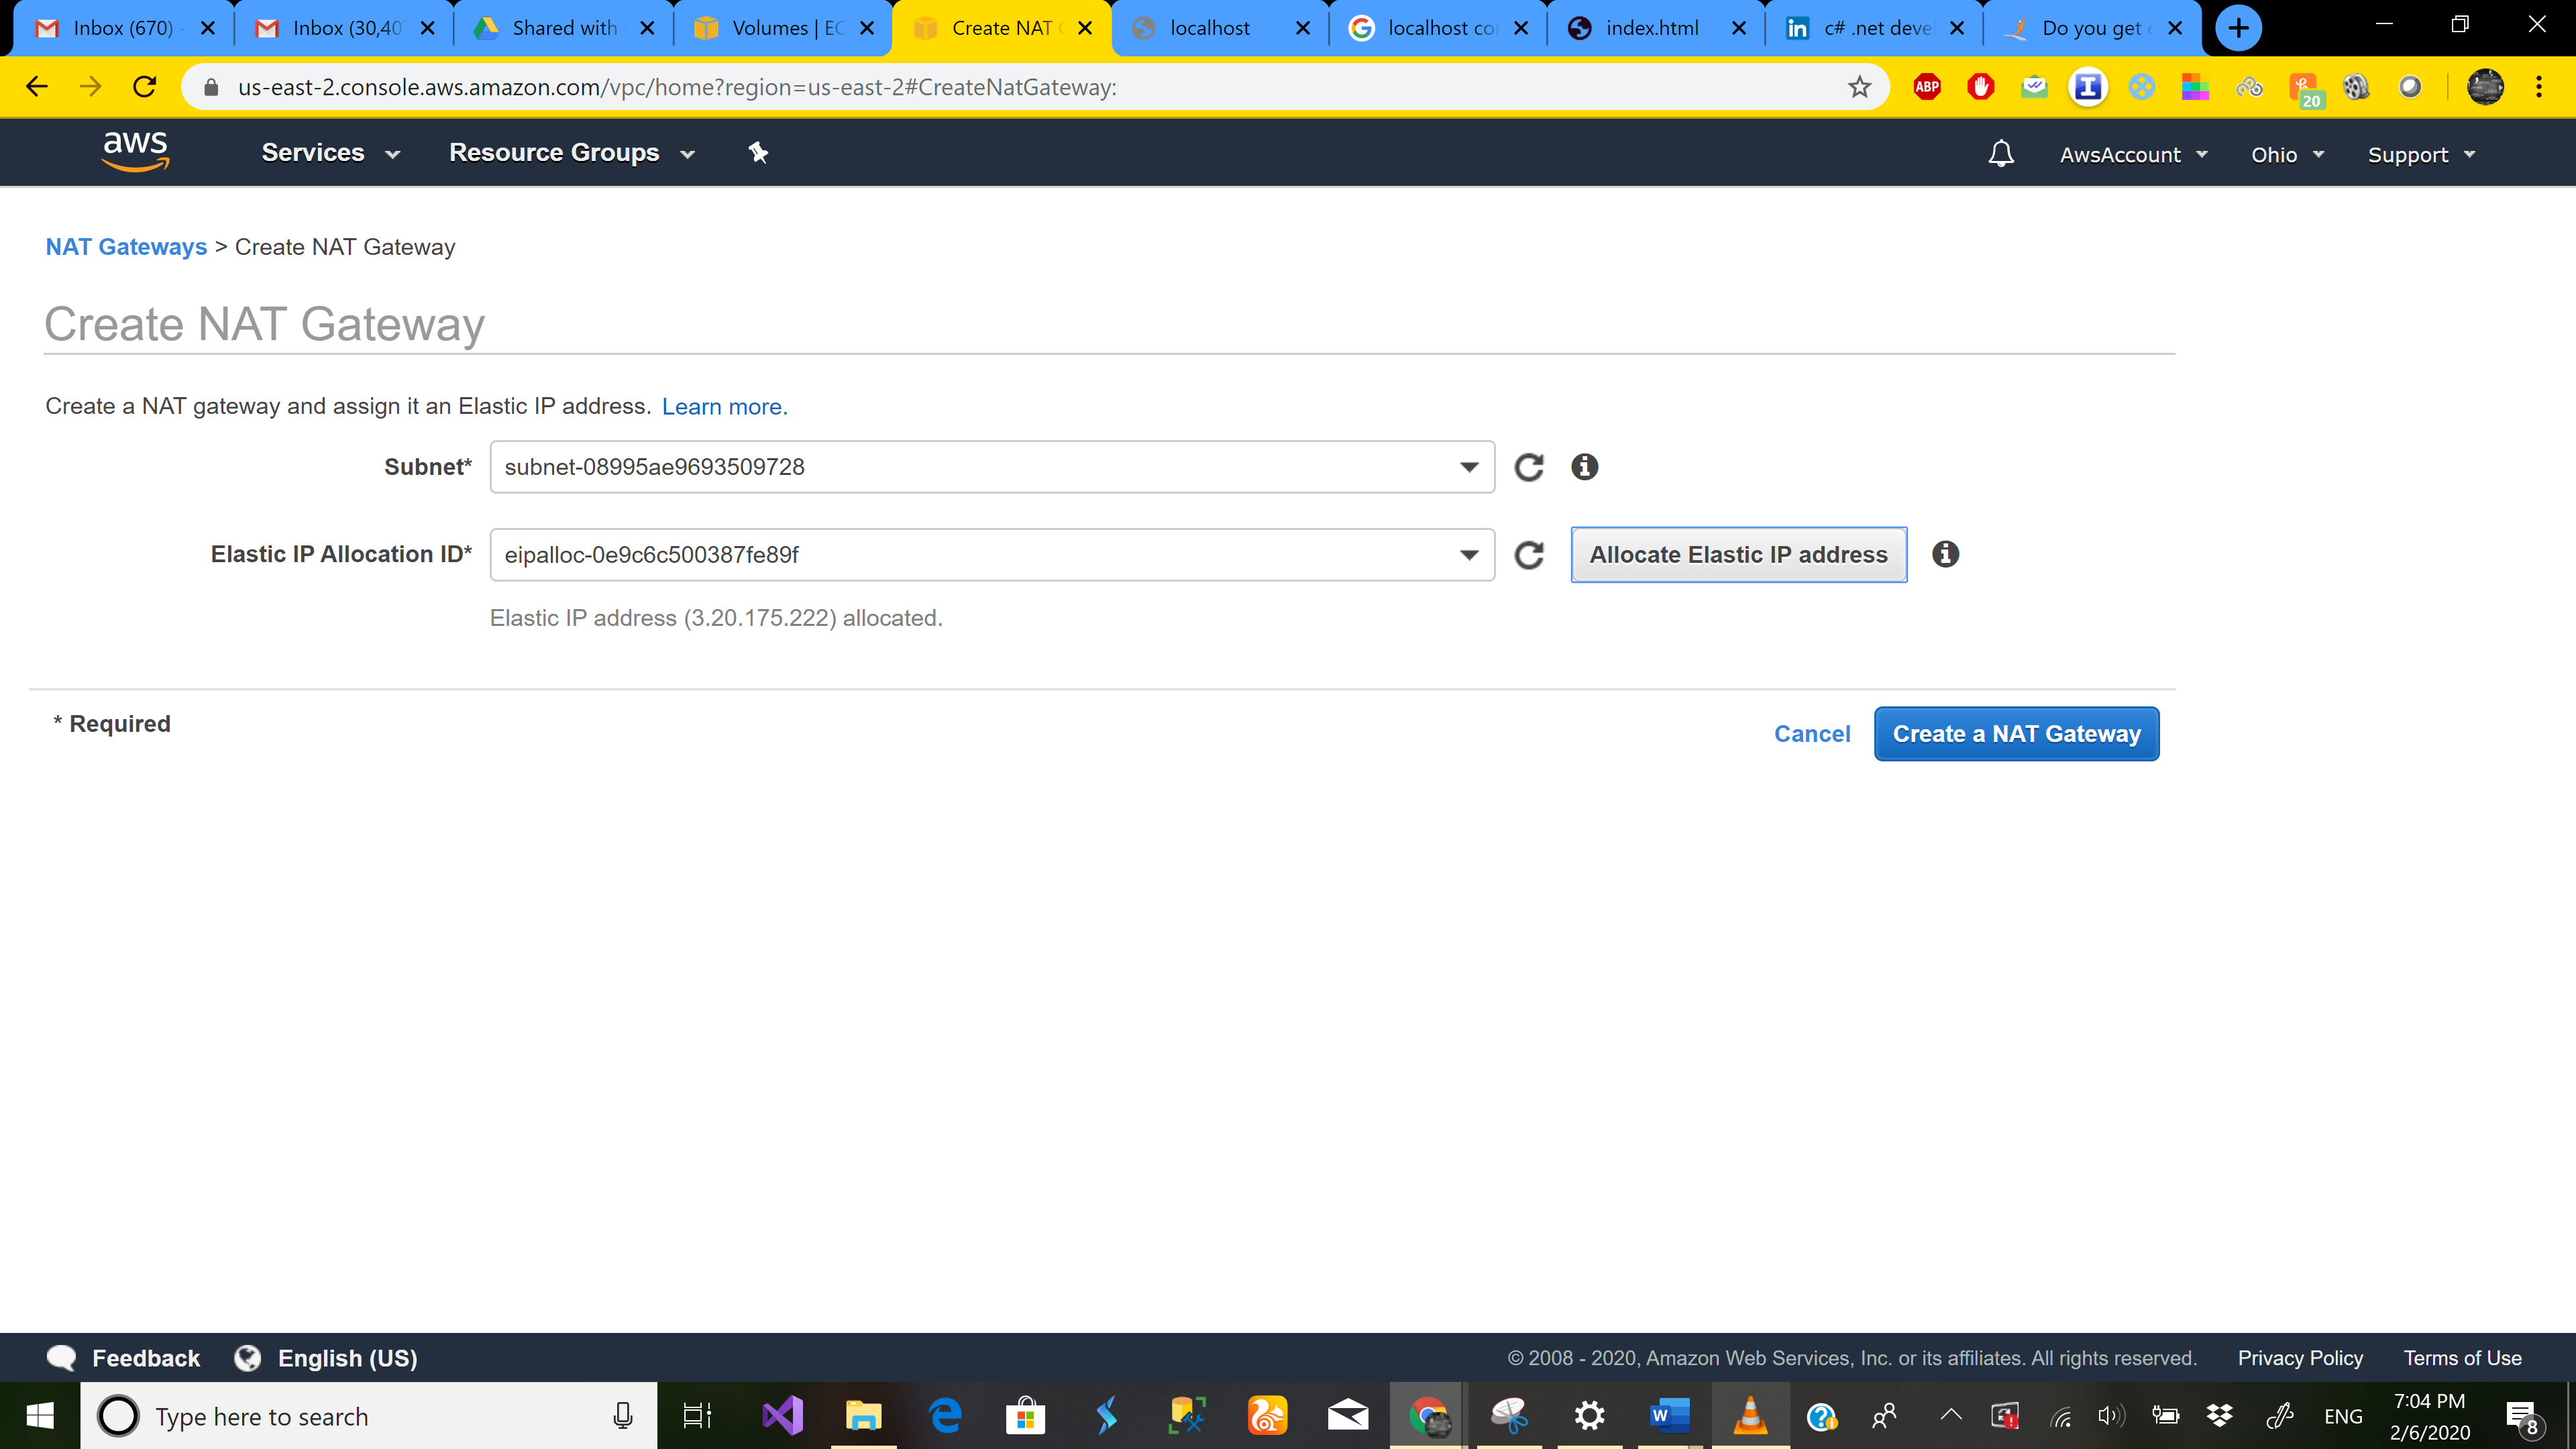 Inbox (670) -
Inbox (30,40
Shared with
Volumes | EC
Create NAT
localhost
localhost co
index.html
c# .net deve
Do you get
us-east-2.console.aws.amazon.com/vpc/home?region=us-east-2#CreateNatGateway:
ABP
20
aws
Services
Resource Groups
AwsAccount
Ohio
Support
NAT Gateways > Create NAT Gateway
Create NAT Gateway
Create a NAT gateway and assign it an Elastic IP address. Learn more.
Subnet*
subnet-08995ae9693509728
Elastic IP Allocation ID*
eipalloc-0e9c6c500387fe89f
Allocate Elastic IP address
Elastic IP address (3.20.175.222) allocated.
* Required
Cancel
Create a NAT Gateway
Feedback
English (US)
© 2008 - 2020, Amazon Web Services, Inc. or its affiliates. All rights reserved.
Privacy Policy
Terms of Use
Type here to search
ENG
7:04 PM
2/6/2020
8